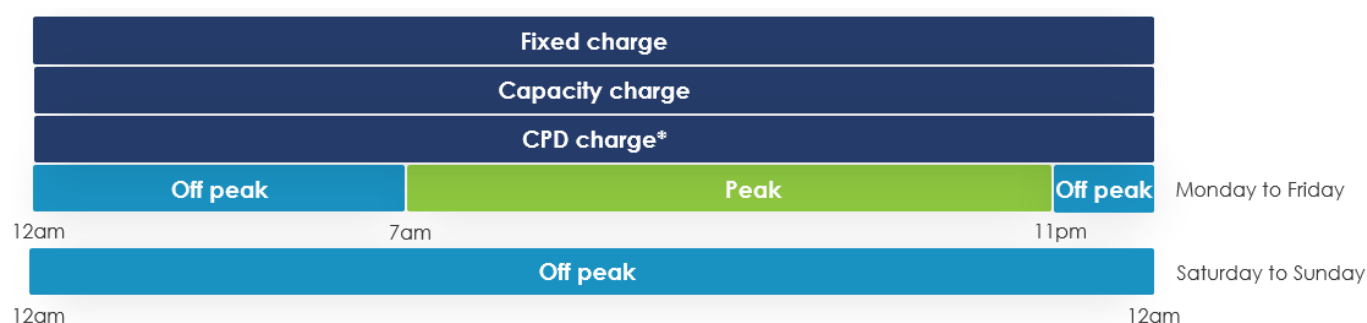 Fixed charge
Capacity charge
CPD charge*
Off peak Peak Off peak Monday to Friday
12am 7am 11pm
Off peak Saturday to Sunday
12am 12am